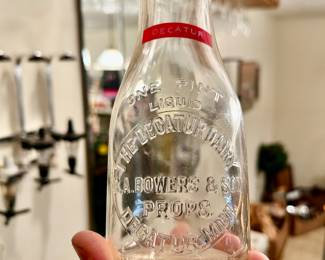 DECATUR
ONE PINT
LIQUID
THE DECATUR DAIRY
A. BOWERS & SON
PROPS.
DECATUR